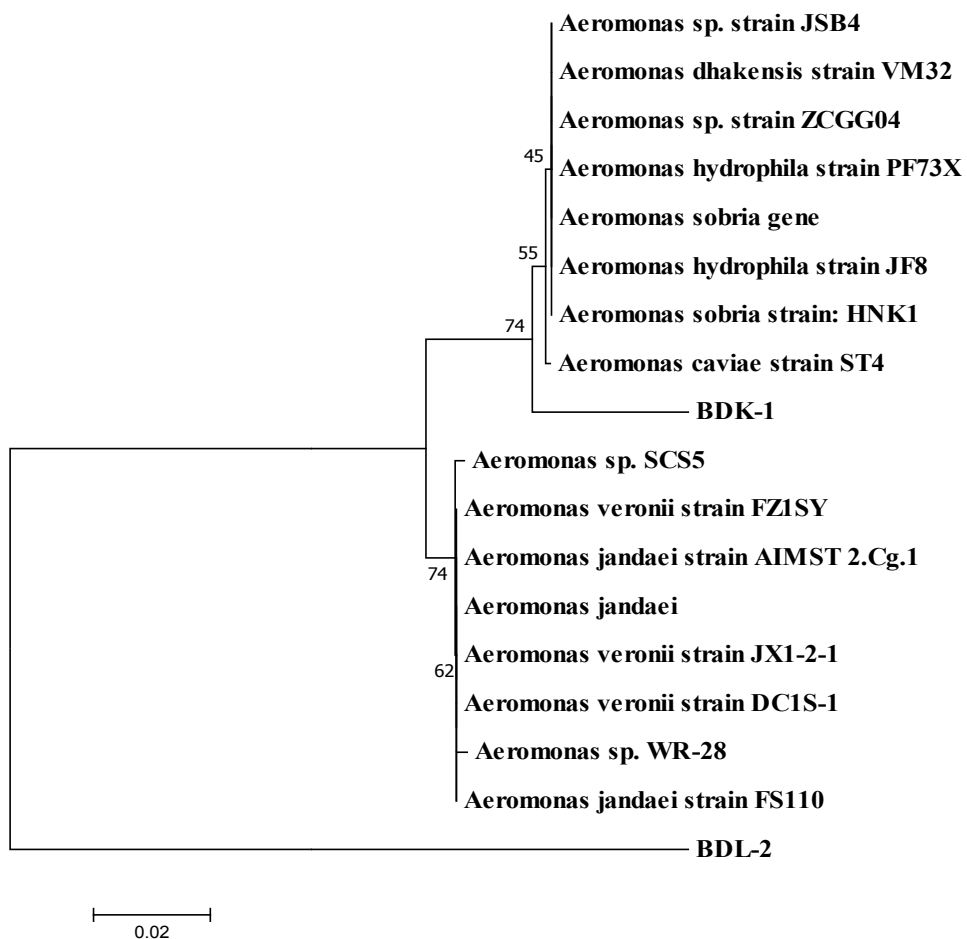 Aeromonas sp. strain JSB4
Aeromonas dhakensis strain VM32
Aeromonas sp. strain ZCGG04
45
Aeromonas hydrophila strain PF73X
Aeromonas sobria gene
55
Aeromonas hydrophila strain JF8
Aeromonas sobria strain: HNK1
74
Aeromonas caviae strain ST4
BDK-1
Aeromonas sp. SCS5
Aeromonas veronii strain FZ1SY
Aeromonas jandaei strain AIMST 2.Cg.1
74
Aeromonas jandaei
Aeromonas veronii strain JX1-2-1
62
Aeromonas veronii strain DC1S-1
Aeromonas sp. WR-28
Aeromonas jandaei strain FS110
BDL-2
0.02